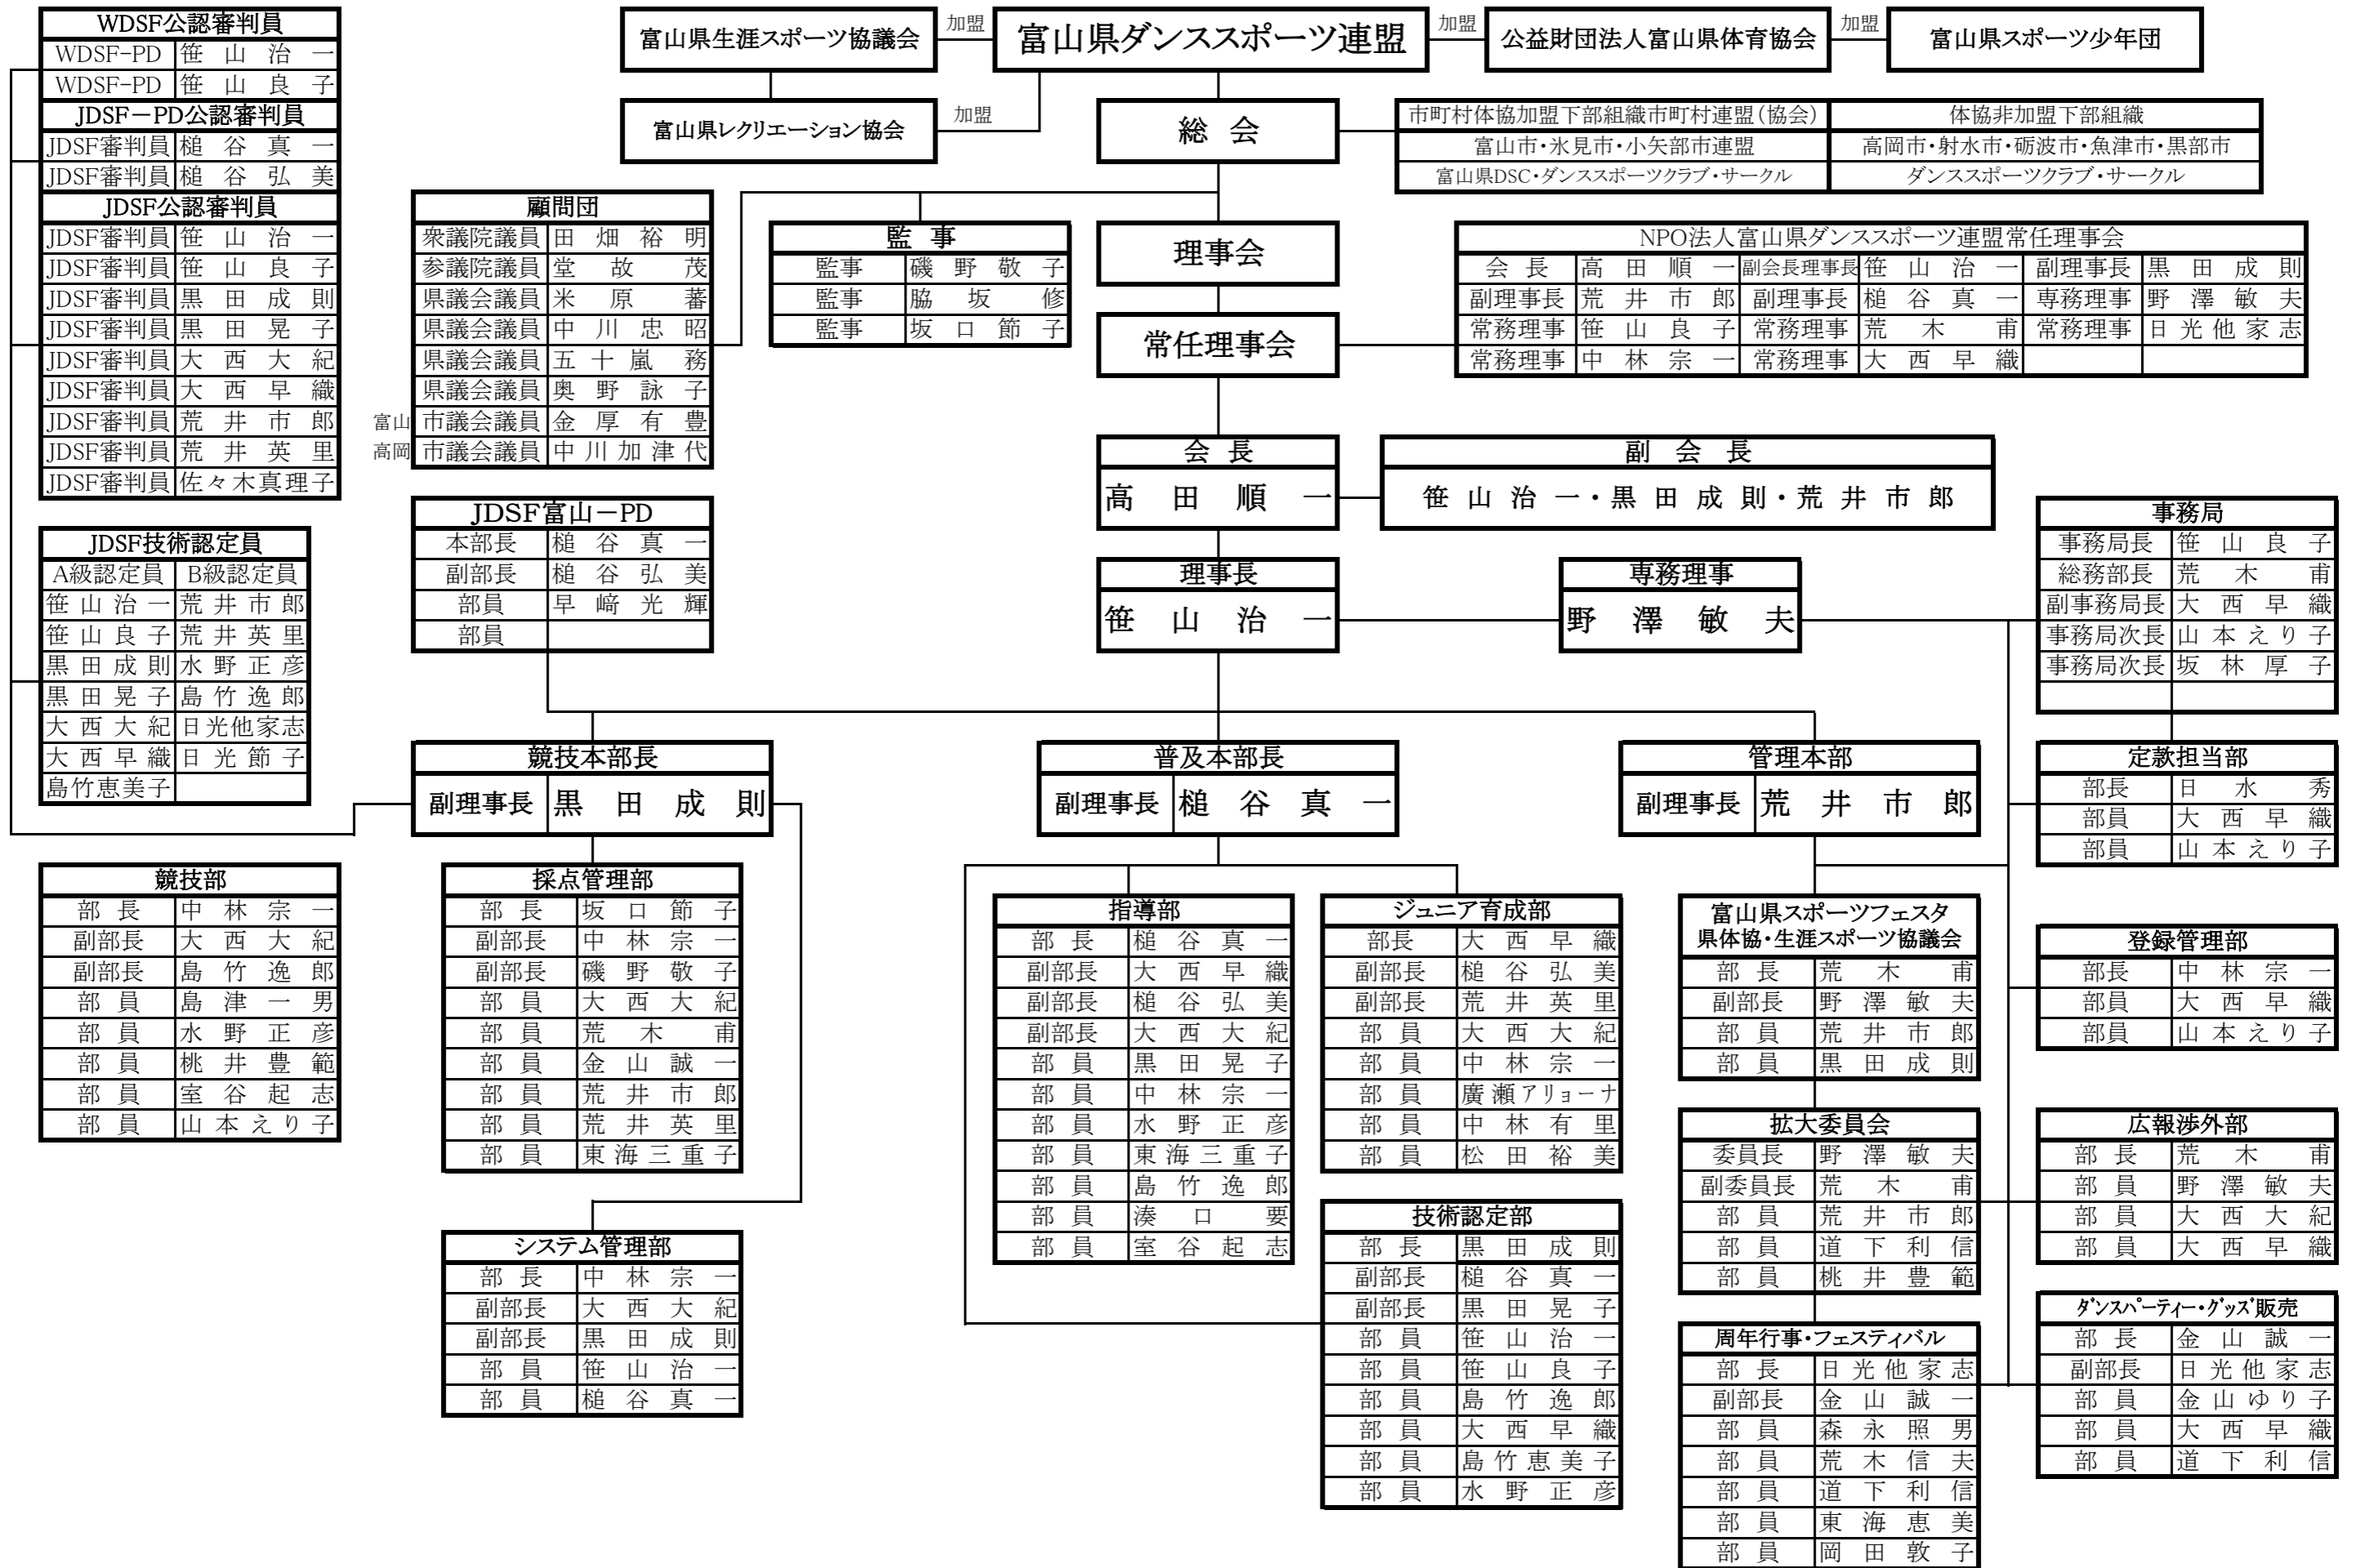 富山県生涯スポーツ協議会 加盟 富山県ダンススポーツ連盟 加盟 公益財団法人富山県体育協会 加盟 富山県スポーツ少年団
富山県レクリエーション協会 加盟
総 会
市町村体協加盟下部組織市町村連盟(協会) 体協非加盟下部組織
富山市・氷見市・小矢部市連盟 高岡市・射水市・砺波市・魚津市・黒部市
富山県DSC・ダンススポーツクラブ・サークル ダンススポーツクラブ・サークル
WDSF公認審判員
WDSF-PD 笹山治一
WDSF-PD 笹山良子
JDSF-PD公認審判員
JDSF審判員 槌谷真一
JDSF審判員 槌谷弘美
JDSF公認審判員
JDSF審判員 笹山治一
JDSF審判員 笹山良子
JDSF審判員 黒田成則
JDSF審判員 黒田晃子
JDSF審判員 大西大紀
JDSF審判員 大西早織
JDSF審判員 荒井市郎
JDSF審判員 荒井英里
JDSF審判員 佐々木真理子
顧問団
衆議院議員 田畑裕明
参議院議員 堂故茂
県議会議員 米原蕃
県議会議員 中川忠昭
県議会議員 五十嵐務
県議会議員 奥野詠子
富山 市議会議員 金厚有豊
高岡 市議会議員 中川加津代
監 事
監事 磯野敬子
監事 脇坂修
監事 坂口節子
理事会
常任理事会
NPO法人富山県ダンススポーツ連盟常任理事会
会 長 高田順一 副会長理事長 笹山治一 副理事長 黒田成則
副理事長 荒井市郎 副理事長 槌谷真一 専務理事 野澤敏夫
常務理事 笹山良子 常務理事 荒木甫 常務理事 日光他家志
常務理事 中林宗一 常務理事 大西早織
会 長
高田順一
副 会 長
笹山治一・黒田成則・荒井市郎
理事長
笹山治一
専務理事
野澤敏夫
JDSF富山-PD
本部長 槌谷真一
副部長 槌谷弘美
部員 早﨑光輝
部員
JDSF技術認定員
A級認定員 B級認定員
笹山治一 荒井市郎
笹山良子 荒井英里
黒田成則 水野正彦
黒田晃子 島竹逸郎
大西大紀 日光他家志
大西早織 日光節子
島竹恵美子
事務局
事務局長 笹山良子
総務部長 荒木甫
副事務局長 大西早織
事務局次長 山本えり子
事務局次長 坂林厚子
競技本部長
副理事長 黒田成則
普及本部長
副理事長 槌谷真一
管理本部
副理事長 荒井市郎
定款担当部
部長 日水秀
部員 大西早織
部員 山本えり子
競技部
部 長 中林宗一
副部長 大西大紀
副部長 島竹逸郎
部 員 島津一男
部 員 水野正彦
部 員 桃井豊範
部 員 室谷起志
部 員 山本えり子
採点管理部
部 長 坂口節子
副部長 中林宗一
副部長 磯野敬子
部 員 大西大紀
部 員 荒木甫
部 員 金山誠一
部 員 荒井市郎
部 員 荒井英里
部 員 東海三重子
システム管理部
部 長 中林宗一
副部長 大西大紀
副部長 黒田成則
部 員 笹山治一
部 員 槌谷真一
指導部
部 長 槌谷真一
副部長 大西早織
副部長 槌谷弘美
副部長 大西大紀
部 員 黒田晃子
部 員 中林宗一
部 員 水野正彦
部 員 東海三重子
部 員 島竹逸郎
部 員 湊口要
部 員 室谷起志
ジュニア育成部
部長 大西早織
副部長 槌谷弘美
副部長 荒井英里
部 員 大西大紀
部 員 中林宗一
部 員 廣瀬アリョーナ
部 員 中林有里
部 員 松田裕美
技術認定部
部 長 黒田成則
副部長 槌谷真一
副部長 黒田晃子
部 員 笹山治一
部 員 笹山良子
部 員 島竹逸郎
部 員 大西早織
部 員 島竹恵美子
部 員 水野正彦
富山県スポーツフェスタ
県体協・生涯スポーツ協議会
部 長 荒木甫
副部長 野澤敏夫
部 員 荒井市郎
部 員 黒田成則
拡大委員会
委員長 野澤敏夫
副委員長 荒木甫
部 員 荒井市郎
部 員 道下利信
部 員 桃井豊範
周年行事・フェスティバル
部 長 日光他家志
副部長 金山誠一
部 員 森永照男
部 員 荒木信夫
部 員 道下利信
部 員 東海恵美
部 員 岡田敦子
登録管理部
部長 中林宗一
部員 大西早織
部員 山本えり子
広報渉外部
部 長 荒木甫
部 員 野澤敏夫
部 員 大西大紀
部 員 大西早織
ダンスパーティー・グッズ販売
部 長 金山誠一
副部長 日光他家志
部 員 金山ゆり子
部 員 大西早織
部 員 道下利信